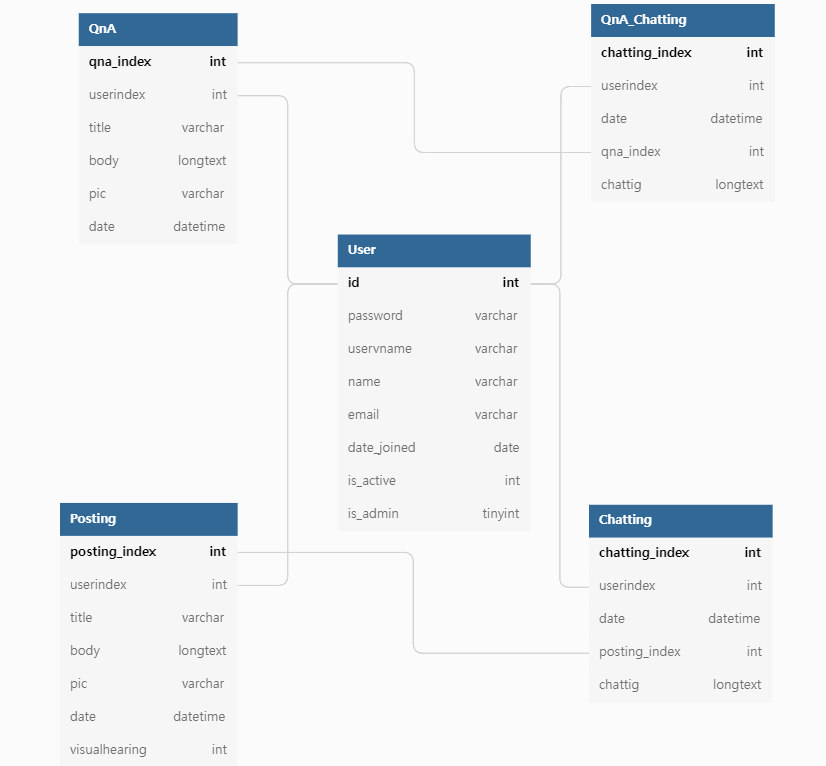 QnA
qna_index int
userindex int
title varchar
body longtext
pic varchar
date datetime
QnA_Chatting
chatting_index int
userindex int
date datetime
qna_index int
chattig longtext
User
id int
password varchar
uservname varchar
name varchar
email varchar
date_joined date
is_active int
is_admin tinyint
Posting
posting_index int
userindex int
title varchar
body longtext
pic varchar
date datetime
visualhearing int
Chatting
chatting_index int
userindex int
date datetime
posting_index int
chattig longtext